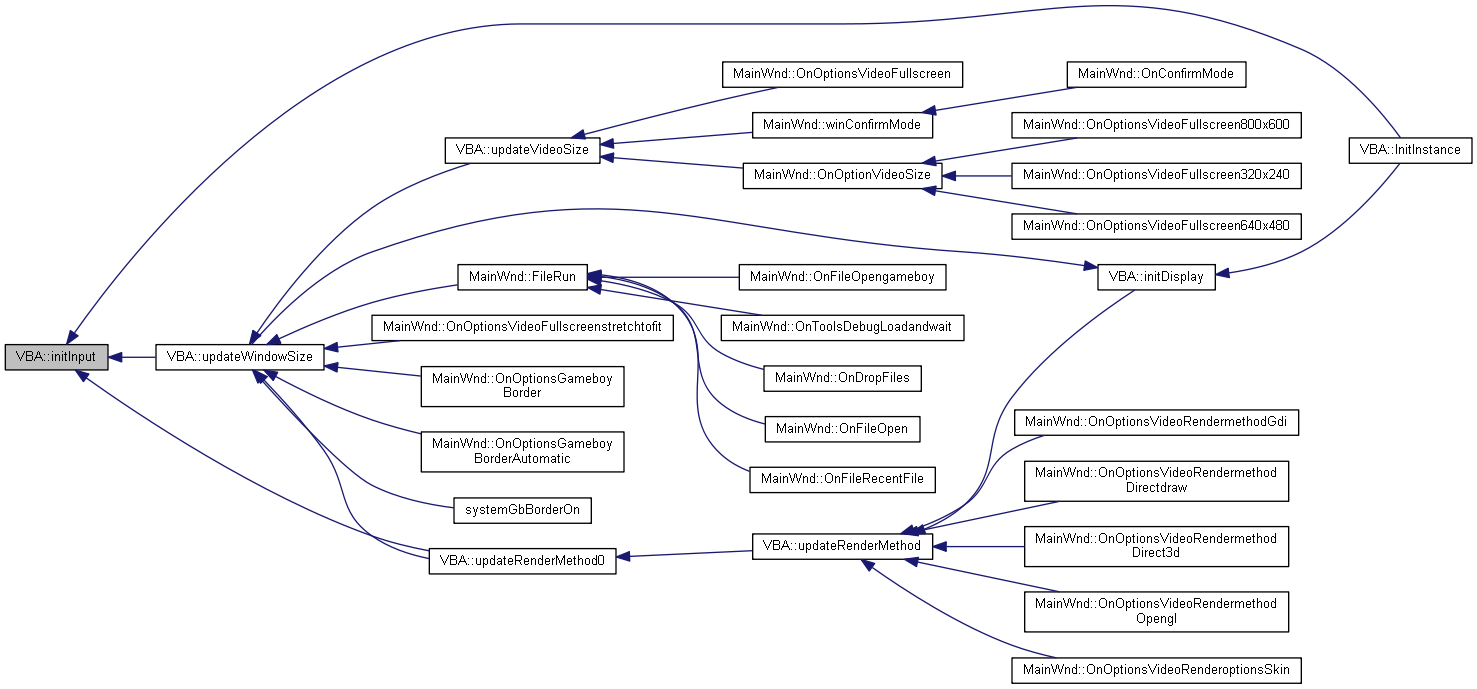 MainWnd::OnOptionsVideoFullscreen
MainWnd::OnConfirmMode
MainWnd::winConfirmMode
MainWnd::OnOptionsVideoFullscreen800x600
VBA::updateVideoSize
VBA::InitInstance
MainWnd::OnOptionVideoSize
MainWnd::OnOptionsVideoFullscreen320x240
MainWnd::OnOptionsVideoFullscreen640x480
MainWnd::FileRun
MainWnd::OnFileOpengameboy
VBA::initDisplay
MainWnd::OnOptionsVideoFullscreenstretchtofit
MainWnd::OnToolsDebugLoadandwait
VBA::initInput
VBA::updateWindowSize
MainWnd::OnOptionsGameboy
Border
MainWnd::OnDropFiles
MainWnd::OnOptionsGameboy
BorderAutomatic
MainWnd::OnFileOpen
MainWnd::OnOptionsVideoRendermethodGdi
MainWnd::OnFileRecentFile
MainWnd::OnOptionsVideoRendermethod
Directdraw
systemGbBorderOn
VBA::updateRenderMethod0
VBA::updateRenderMethod
MainWnd::OnOptionsVideoRendermethod
Direct3d
MainWnd::OnOptionsVideoRendermethod
Opengl
MainWnd::OnOptionsVideoRenderoptionsSkin